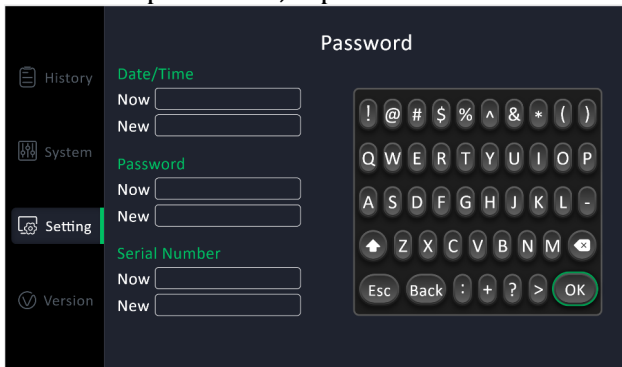 Password
History
System
Setting
Version
Date/Time
Now
New
Password
Now
New
Serial Number
Now
New
! @ # $ % ^ & * ( )
Q W E R T Y U I O P
A S D F G H J K L -
Z X C V B N M
Esc Back : + ? > OK